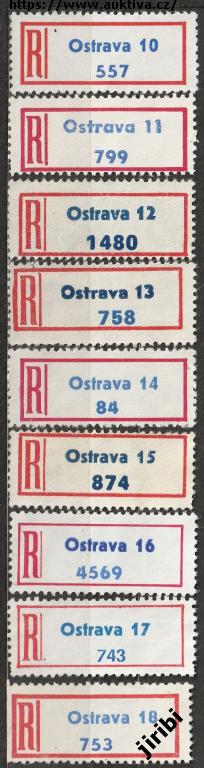 https://www.auktiva.cz/
R Ostrava 10
557
R Ostrava 11
799
R Ostrava 12
1480
R Ostrava 13
758
R Ostrava 14
84
R Ostrava 15
874
R Ostrava 16
4569
R Ostrava 17
743
R Ostrava 18
753
jiribi